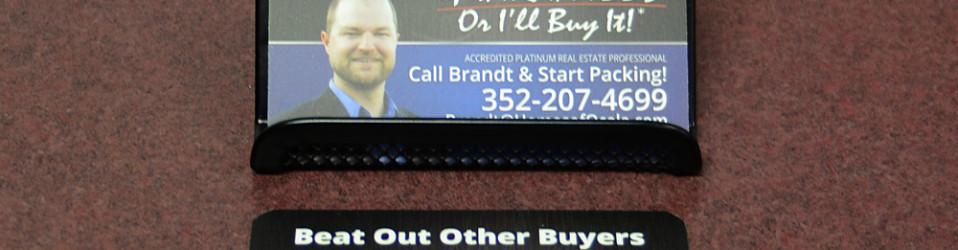 Or I'll Buy It!*
ACCREDITED PLATINUM REAL ESTATE PROFESSIONAL
Call Brandt & Start Packing!
352-207-4699
Beat Out Other Buyers